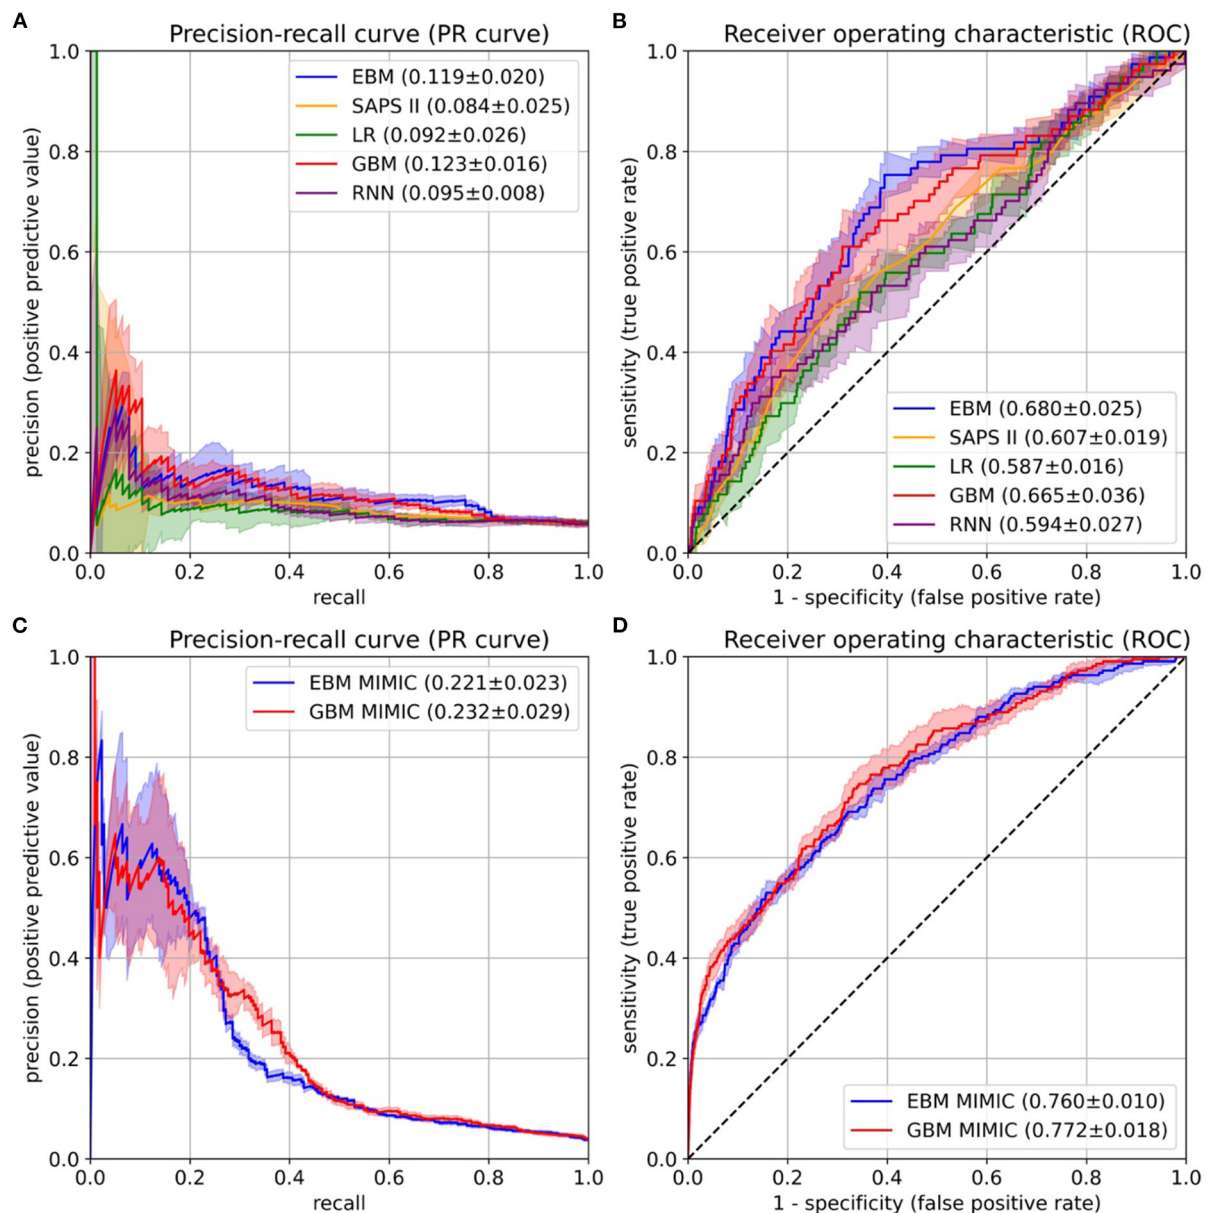 A
Precision-recall curve (PR curve)
1.0
0.8
0.6
0.4
0.2
0.0
precision (positive predictive value)
EBM (0.119±0.020)
SAPS II (0.084±0.025)
LR (0.092±0.026)
GBM (0.123±0.016)
RNN (0.095±0.008)
0.0 0.2 0.4 0.6 0.8 1.0
recall
B
Receiver operating characteristic (ROC)
1.0
0.8
0.6
0.4
0.2
0.0
sensitivity (true positive rate)
EBM (0.680±0.025)
SAPS II (0.607±0.019)
LR (0.587±0.016)
GBM (0.665±0.036)
RNN (0.594±0.027)
0.0 0.2 0.4 0.6 0.8 1.0
1 - specificity (false positive rate)
C
Precision-recall curve (PR curve)
1.0
0.8
0.6
0.4
0.2
0.0
precision (positive predictive value)
EBM MIMIC (0.221±0.023)
GBM MIMIC (0.232±0.029)
0.0 0.2 0.4 0.6 0.8 1.0
recall
D
Receiver operating characteristic (ROC)
1.0
0.8
0.6
0.4
0.2
0.0
sensitivity (true positive rate)
EBM MIMIC (0.760±0.010)
GBM MIMIC (0.772±0.018)
0.0 0.2 0.4 0.6 0.8 1.0
1 - specificity (false positive rate)